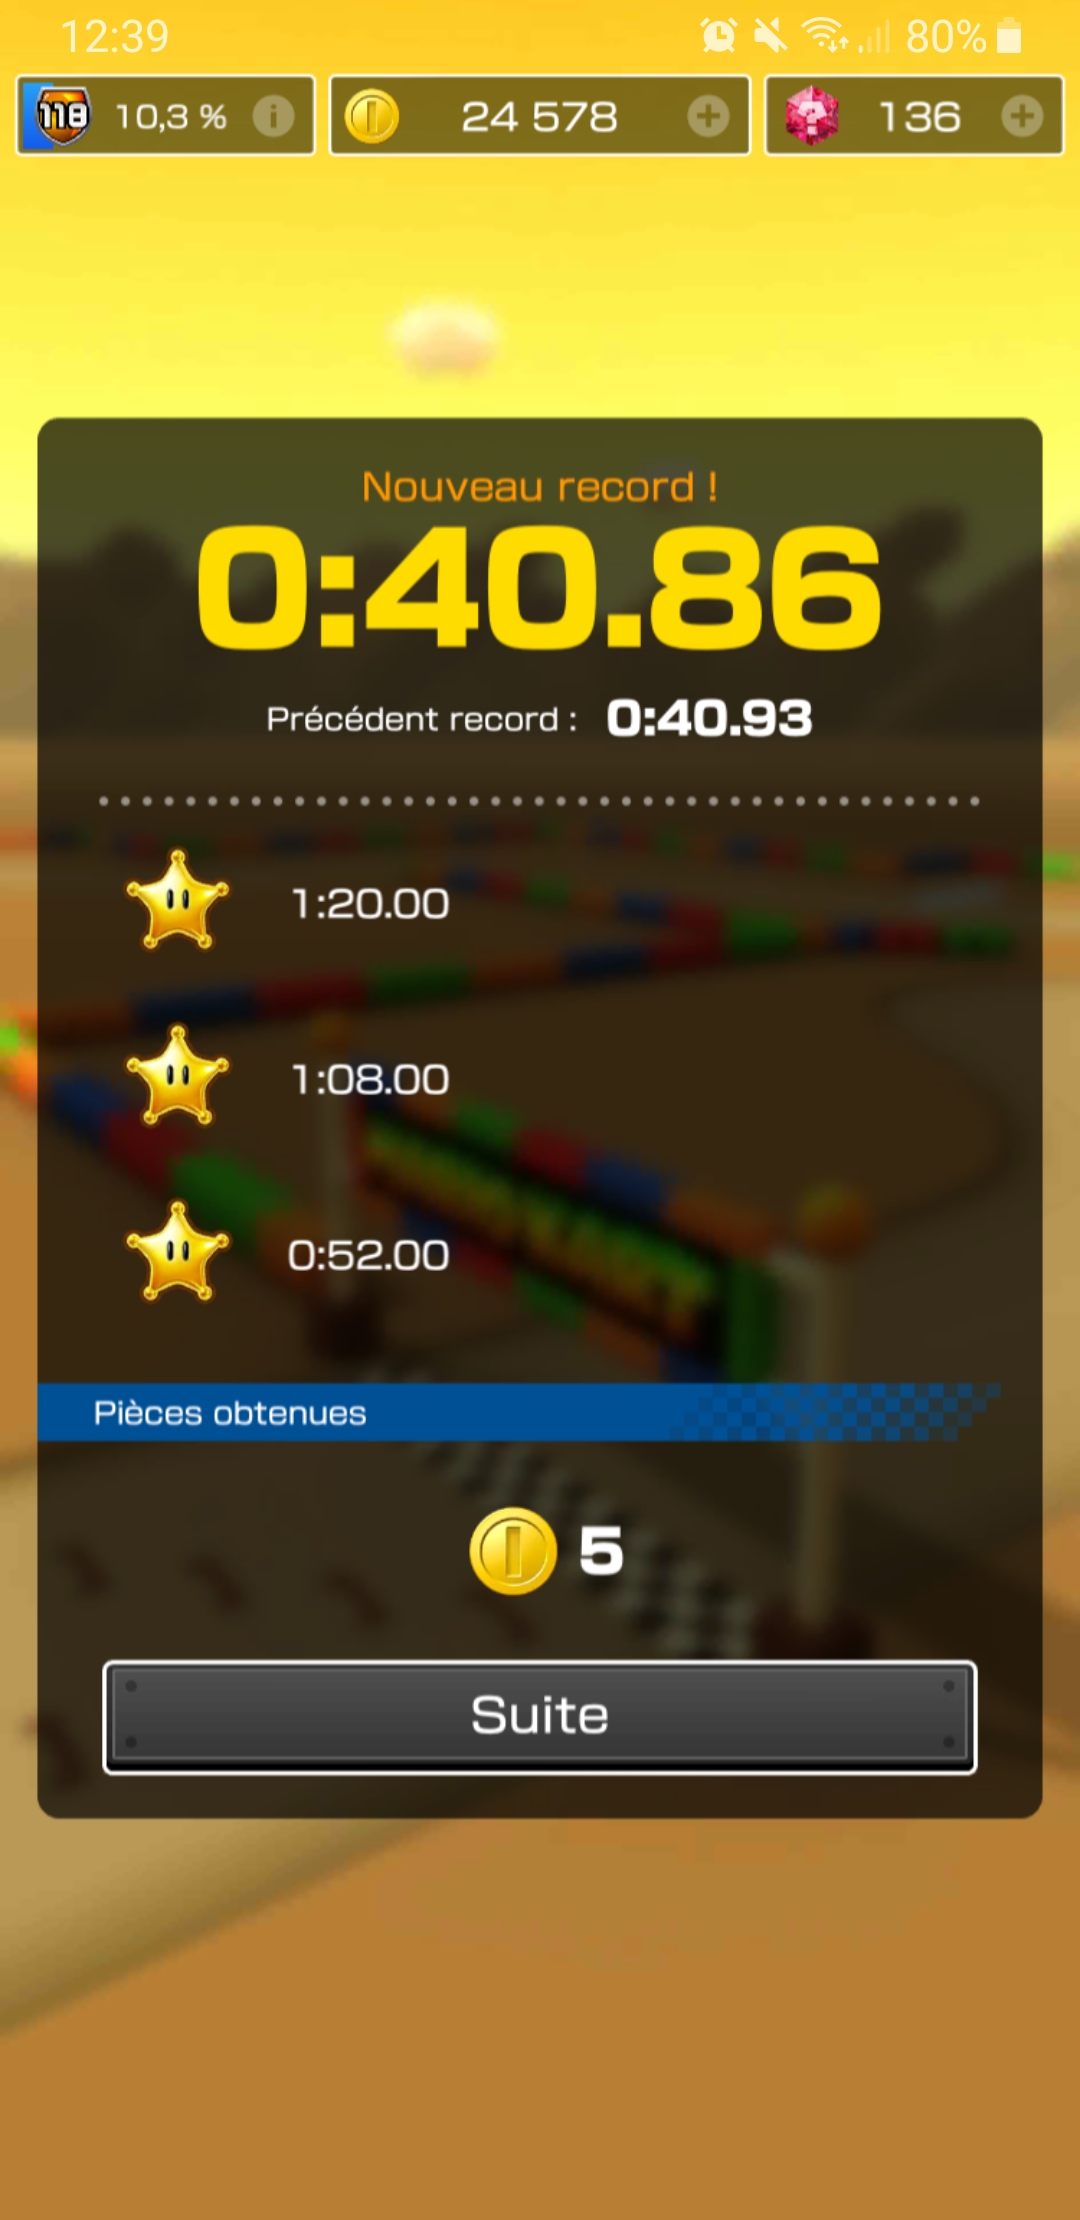 12:39 80%
118 10,3 % i 24 578 + ? 136 +
Nouveau record !
0:40.86
Précédent record : 0:40.93
1:20.00
1:08.00
0:52.00
Pièces obtenues
5
Suite